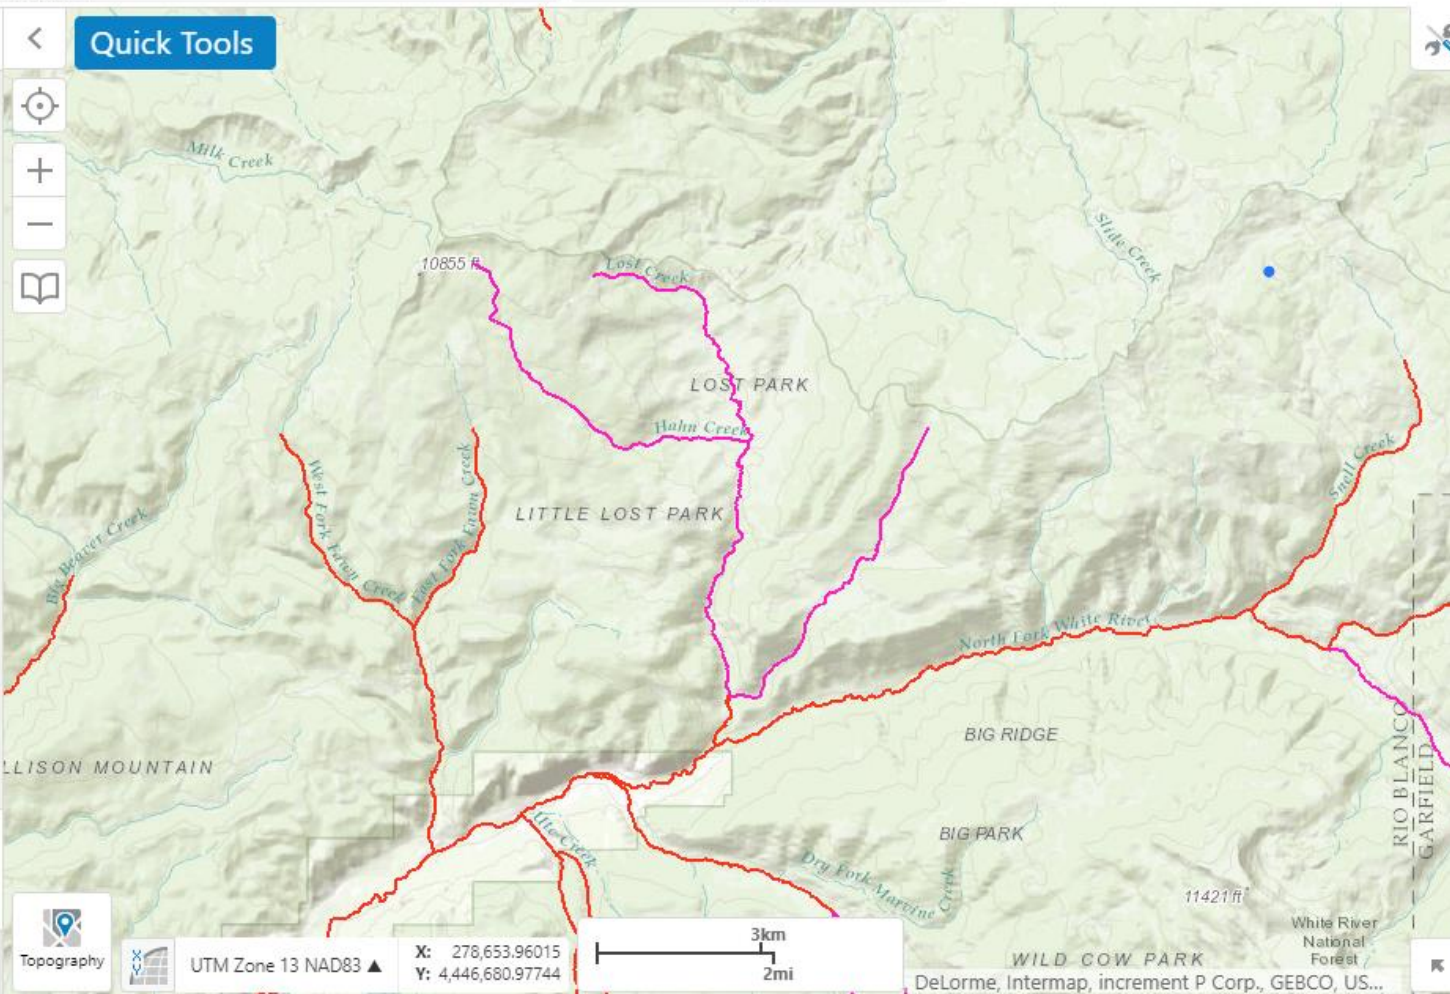 Quick Tools
Milk Creek
Slide Creek
10855 ft
Lost Creek
LOST PARK
Hahn Creek
Snell Creek
West Fork Fawn Creek
East Fork Fawn Creek
LITTLE LOST PARK
Big Beaver Creek
North Fork White River
BIG RIDGE
LLISON MOUNTAIN
RIO BLANCO
GARFIELD
Ute Creek
BIG PARK
Dry Fork Marvine Creek
11421 ft
White River
National
Forest
WILD COW PARK
Topography
XY
UTM Zone 13 NAD83 ▲
X: 278,653.96015
Y: 4,446,680.97744
3km
2mi
DeLorme, Intermap, increment P Corp., GEBCO, US...